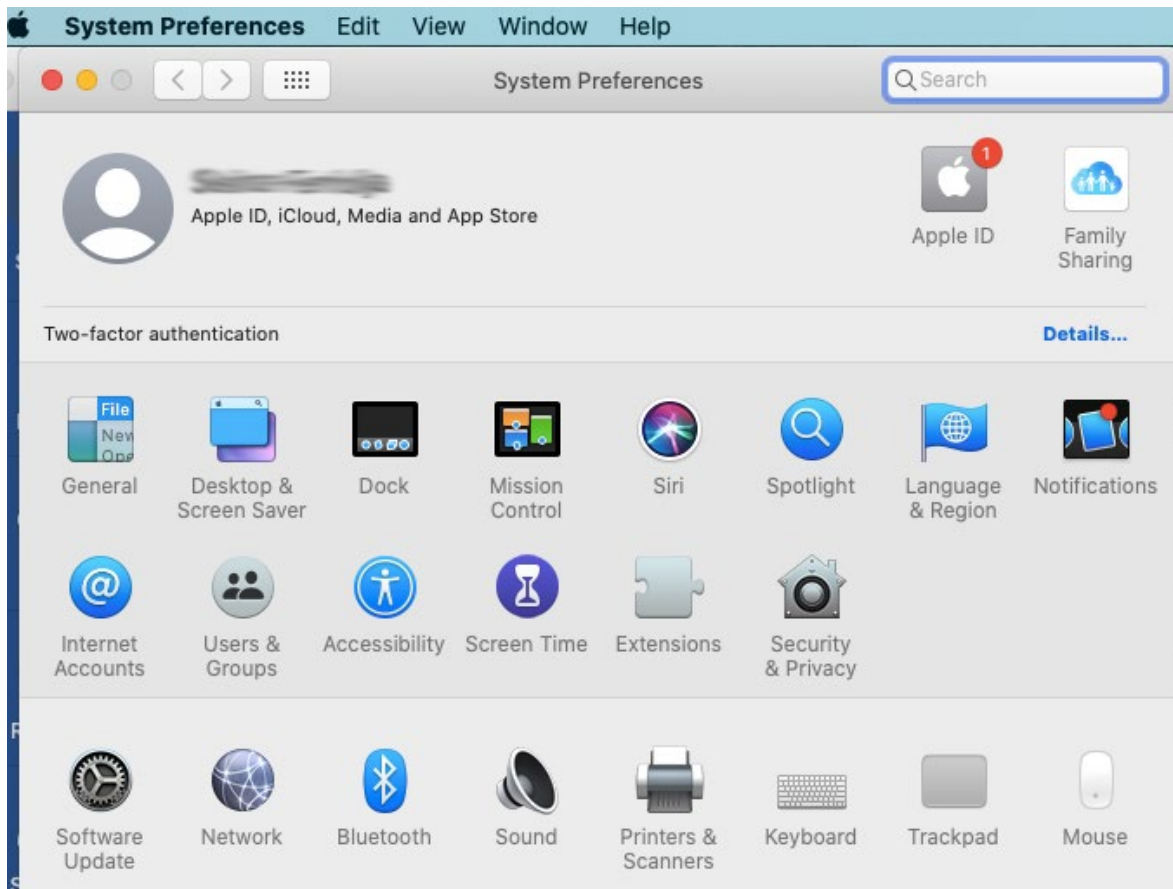 System Preferences Edit View Window Help
System Preferences
Search
Apple ID, iCloud, Media and App Store
1
Apple ID
Family
Sharing
Two-factor authentication
Details...
File
New
Ope
General
Desktop &
Screen Saver
Dock
Mission
Control
Siri
Spotlight
Language
& Region
Notifications
Internet
Accounts
Users &
Groups
Accessibility
Screen Time
Extensions
Security
& Privacy
Software
Update
Network
Bluetooth
Sound
Printers &
Scanners
Keyboard
Trackpad
Mouse